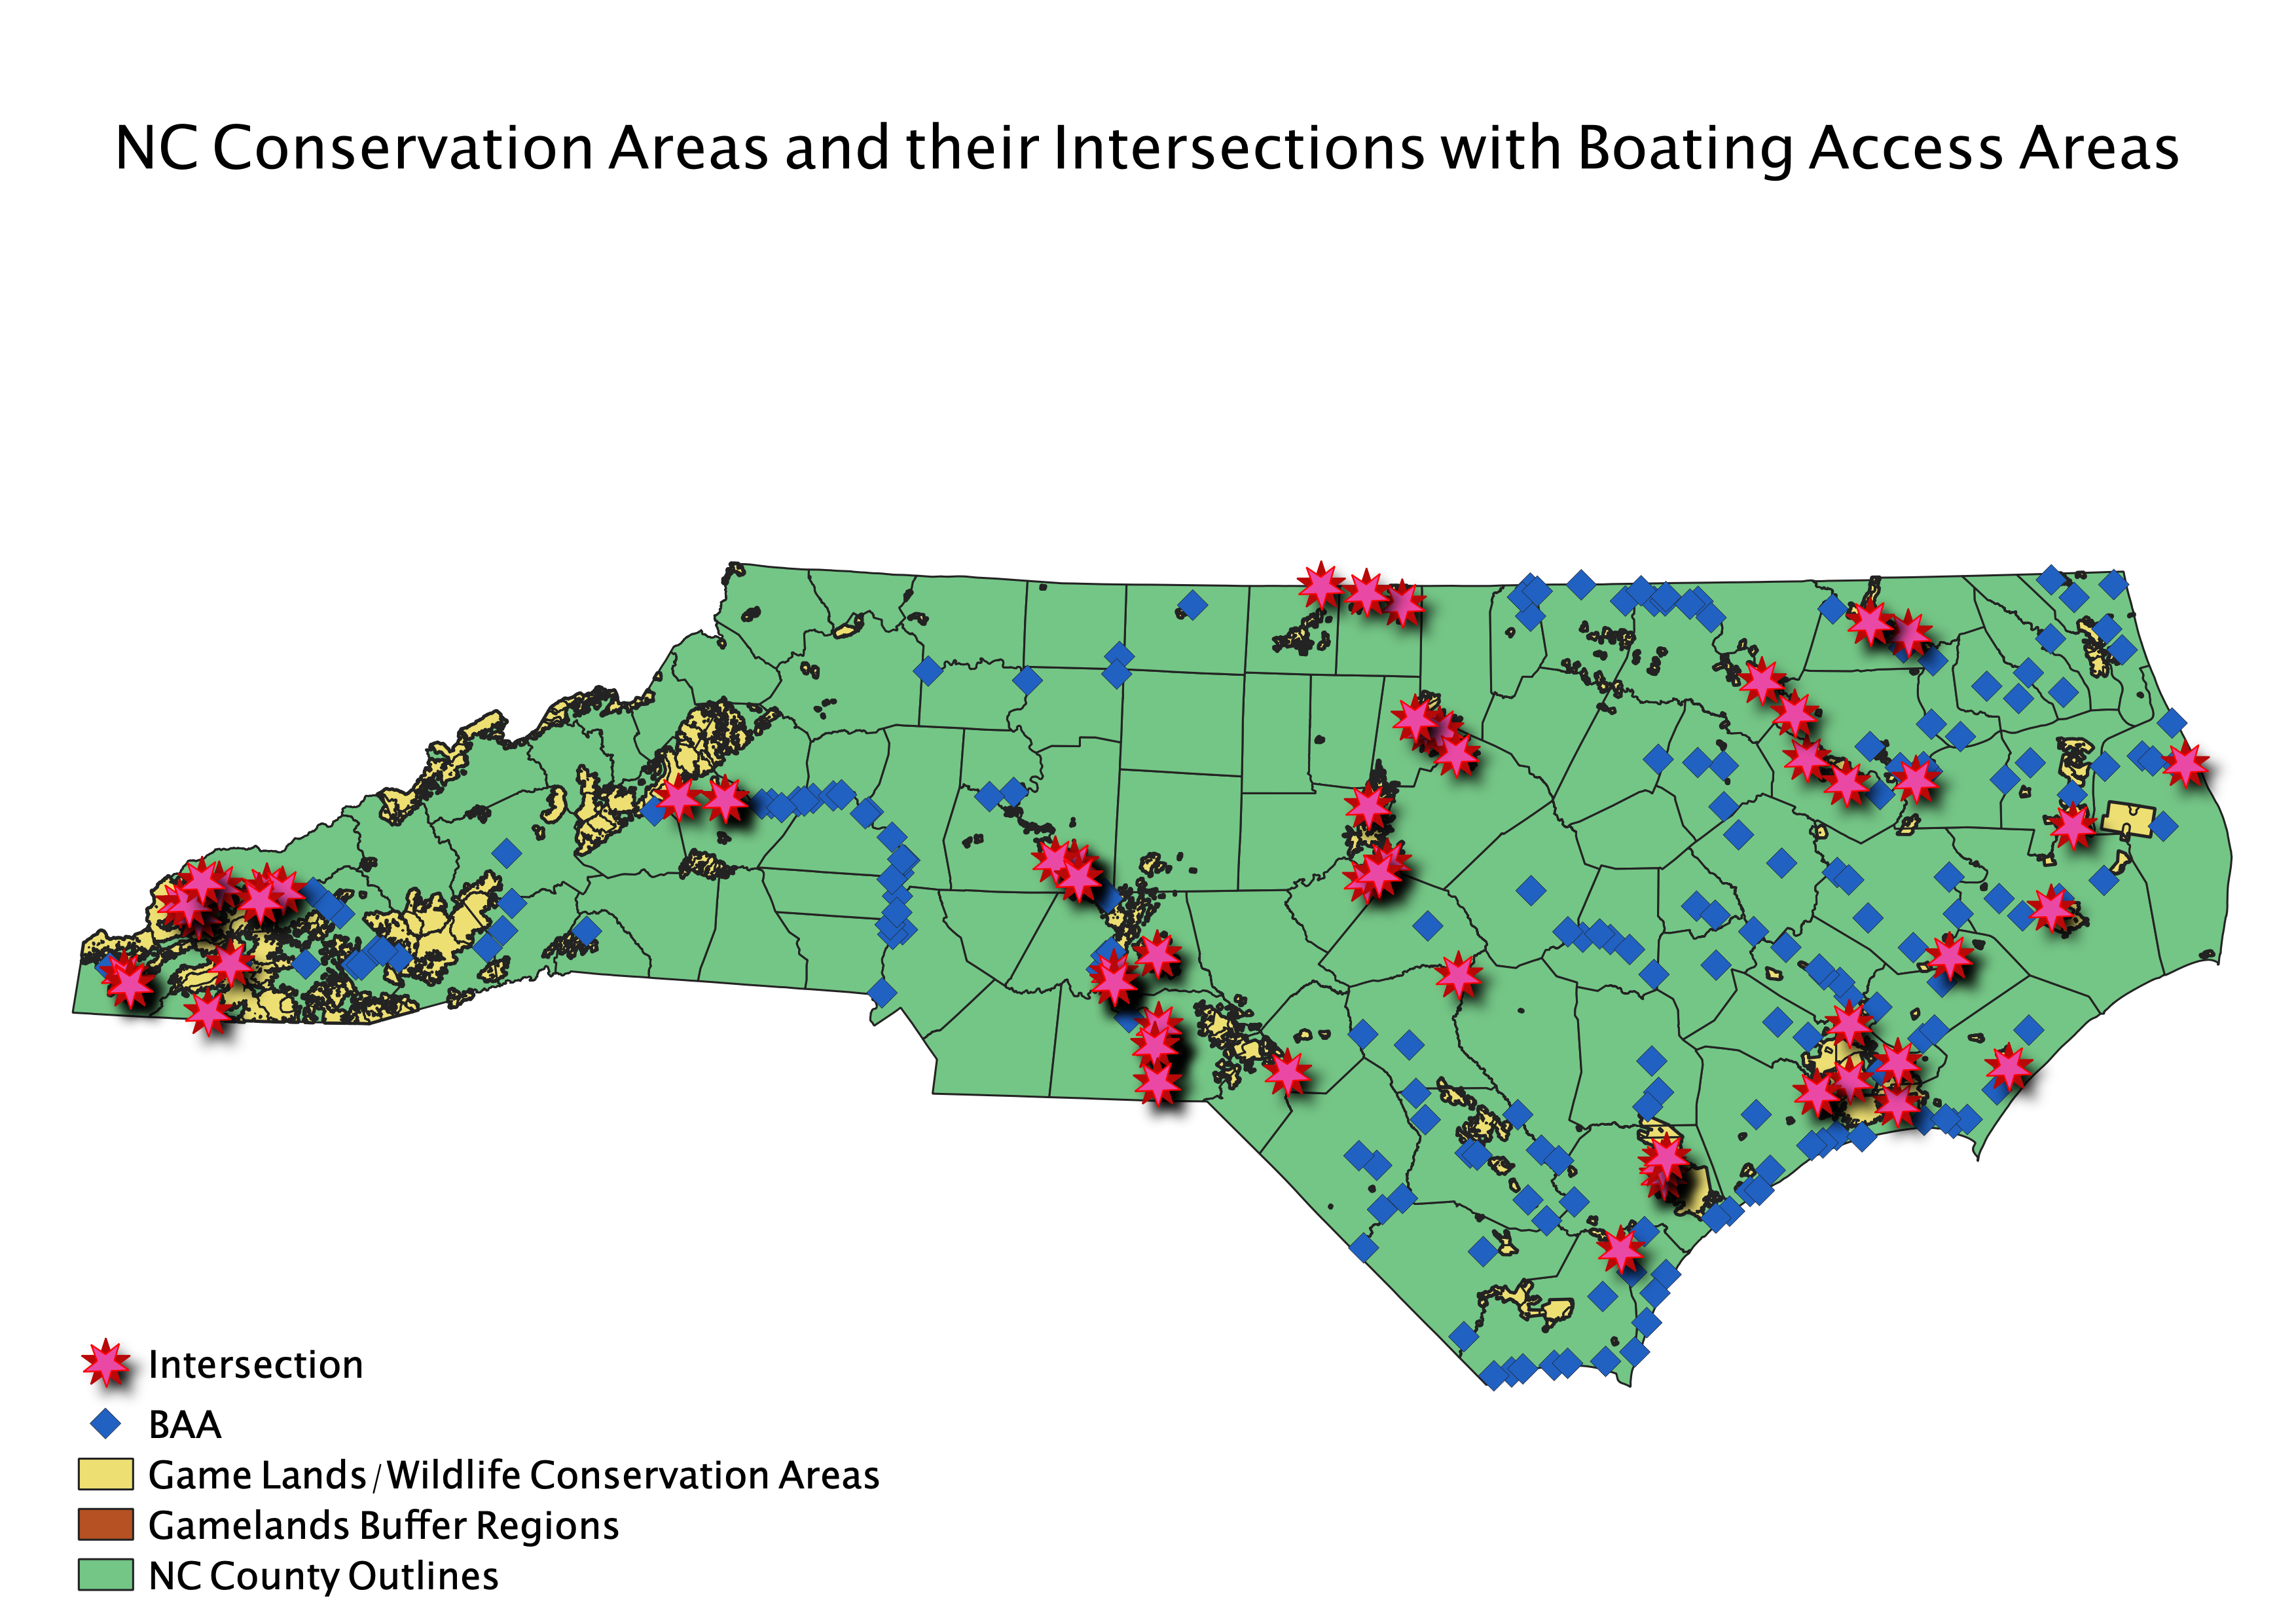 NC Conservation Areas and their Intersections with Boating Access Areas
Intersection
BAA
Game Lands/Wildlife Conservation Areas
Gamelands Buffer Regions
NC County Outlines